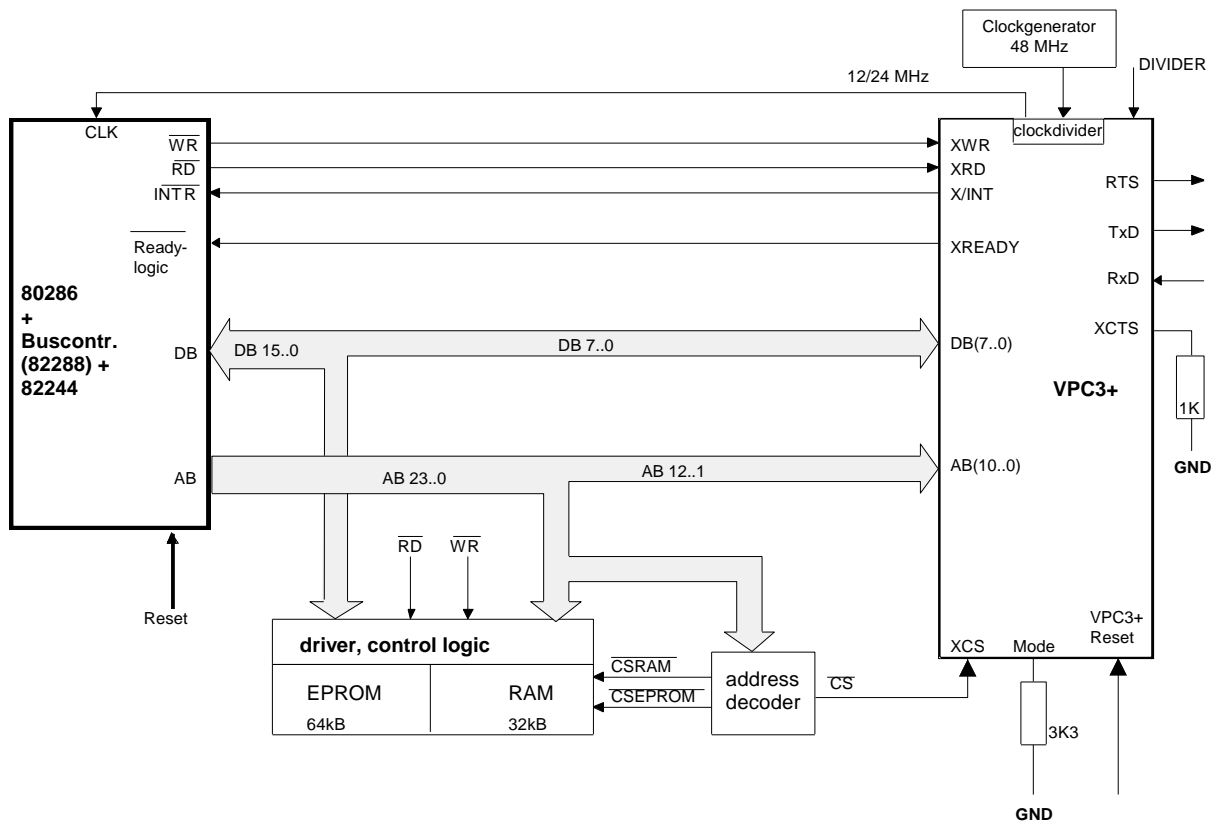 Clockgenerator
48 MHz
12/24 MHz
DIVIDER
CLK
clockdivider
WR
XWR
RD
XRD
RTS
INTR
X/INT
TxD
Ready-
logic
XREADY
RxD
80286
+
Buscontr.
(82288) +
82244
XCTS
DB
DB 15..0
DB 7..0
DB(7..0)
VPC3+
1K
GND
AB
AB 23..0
AB 12..1
AB(10..0)
RD
WR
Reset
VPC3+
Reset
driver, control logic
XCS
Mode
CSRAM
address
decoder
CS
EPROM
RAM
CSEPROM
64kB
32kB
3K3
GND